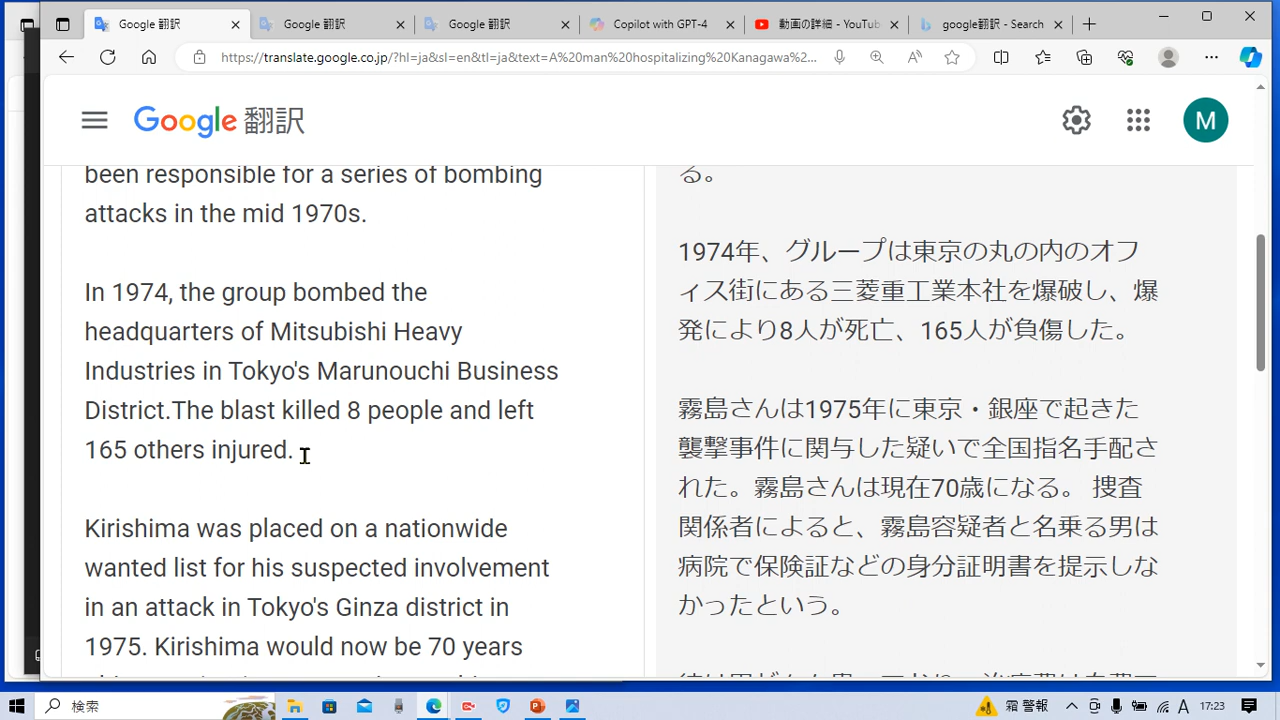 Google 翻訳
Google 翻訳
Google 翻訳
Copilot with GPT-4
動画の詳細 - YouTub
google翻訳 - Search
https://translate.google.co.jp/?hl=ja&sl=en&tl=ja&text=A%20man%20hospitalizing%20Kanagawa%2...
Google 翻訳
M
been responsible for a series of bombing
attacks in the mid 1970s.
In 1974, the group bombed the
headquarters of Mitsubishi Heavy
Industries in Tokyo's Marunouchi Business
District.The blast killed 8 people and left
165 others injured.
Kirishima was placed on a nationwide
wanted list for his suspected involvement
in an attack in Tokyo's Ginza district in
1975. Kirishima would now be 70 years
る。
1974年、グループは東京の丸の内のオフ
ィス街にある三菱重工業本社を爆破し、爆
発により8人が死亡、165人が負傷した。
霧島さんは1975年に東京・銀座で起きた
襲撃事件に関与した疑いで全国指名手配さ
れた。霧島さんは現在70歳になる。 捜査
関係者によると、霧島容疑者と名乗る男は
病院で保険証などの身分証明書を提示しな
かったという。
検索
霜 警報
A
17:23